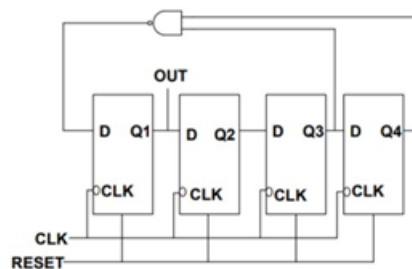 OUT
D Q1 D Q2 D Q3 D Q4
CLK CLK CLK CLK
CLK
RESET